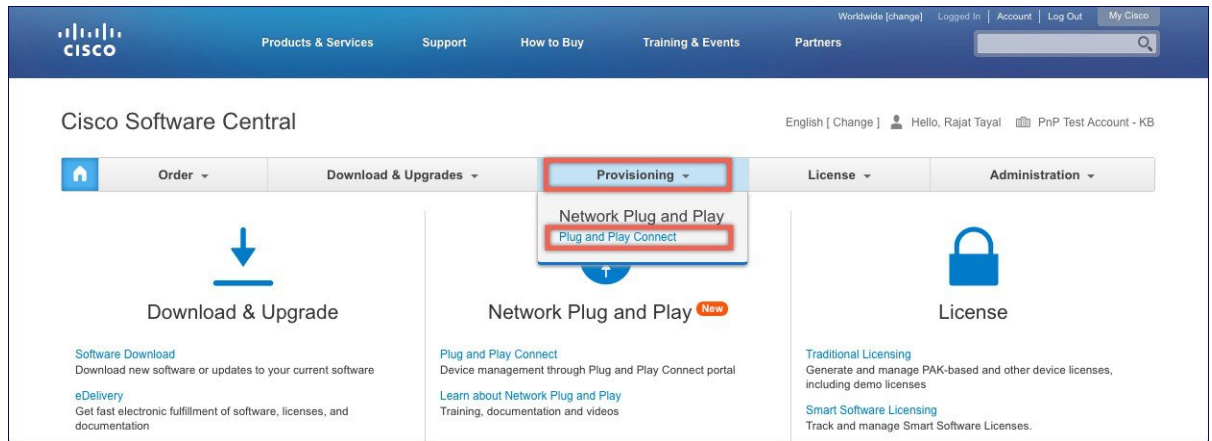 Worldwide [change] Logged In Account Log Out My Cisco
CISCO
Products & Services Support How to Buy Training & Events Partners
Cisco Software Central
English [ Change ] Hello, Rajat Tayal PnP Test Account - KB
Order Download & Upgrades Provisioning License Administration
Network Plug and Play
Plug and Play Connect
Download & Upgrade
Software Download
Download new software or updates to your current software
eDelivery
Get fast electronic fulfillment of software, licenses, and
documentation
Network Plug and Play New
Plug and Play Connect
Device management through Plug and Play Connect portal
Learn about Network Plug and Play
Training, documentation and videos
License
Traditional Licensing
Generate and manage PAK-based and other device licenses,
including demo licenses
Smart Software Licensing
Track and manage Smart Software Licenses.